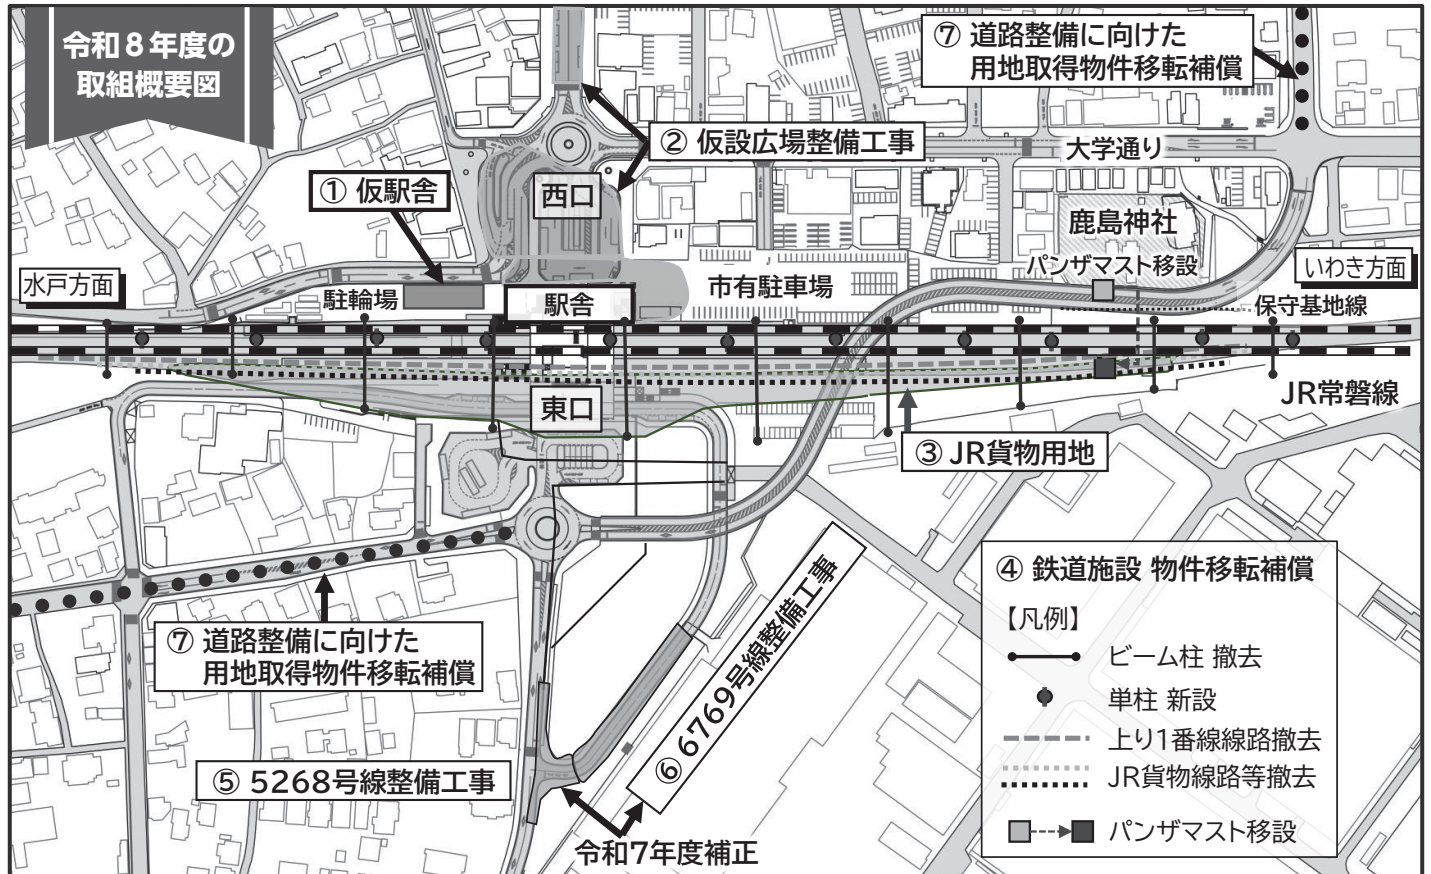 令和8年度の
取組概要図
⑦ 道路整備に向けた
用地取得物件移転補償
② 仮設広場整備工事
大学通り
① 仮駅舎
西口
鹿島神社
パンザマスト移設
水戸方面
いわき方面
駐輪場
駅舎
市有駐車場
保守基地線
東口
JR常磐線
③ JR貨物用地
⑦ 道路整備に向けた
用地取得物件移転補償
⑤ 5268号線整備工事
⑥ 6769号線整備工事
令和7年度補正
④ 鉄道施設 物件移転補償
【凡例】
ビーム柱 撤去
単柱 新設
上り1番線線路撤去
JR貨物線路等撤去
パンザマスト移設